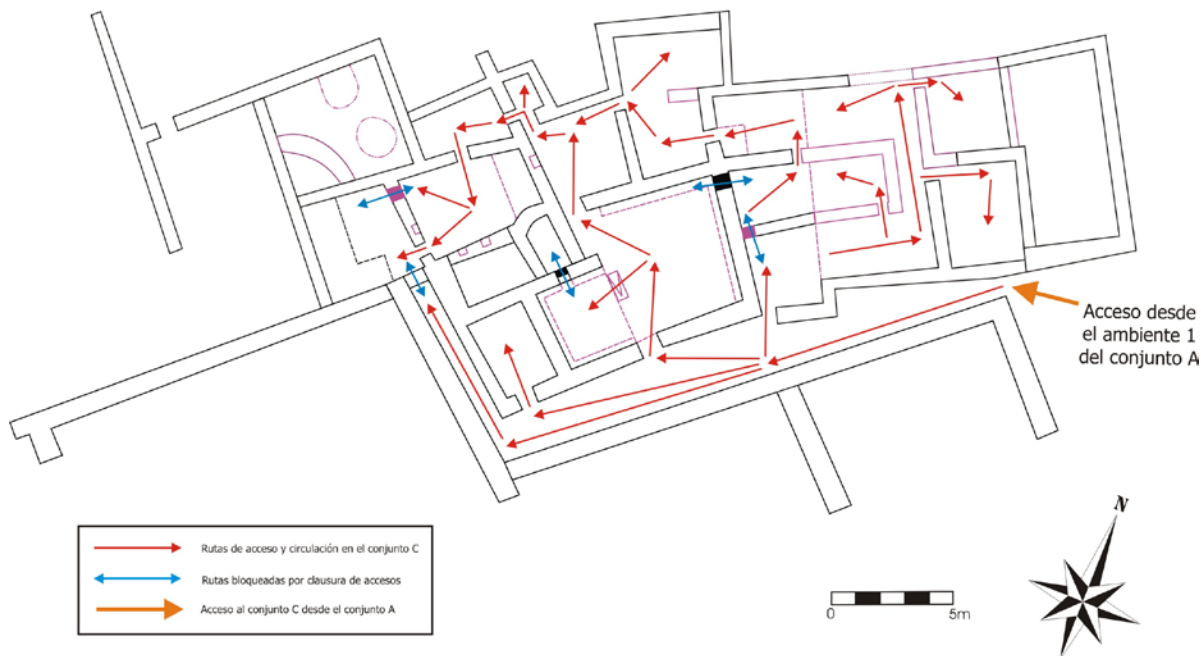 Acceso desde
el ambiente 1
del conjunto A
Rutas de acceso y circulación en el conjunto C
Rutas bloqueadas por clausura de accesos
Acceso al conjunto C desde el conjunto A
0 5m
N